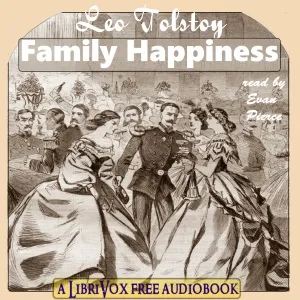 Leo Tolstoy
Family Happiness
read by
Evan
Pierce
A LIBRIVOX FREE AUDIOBOOK